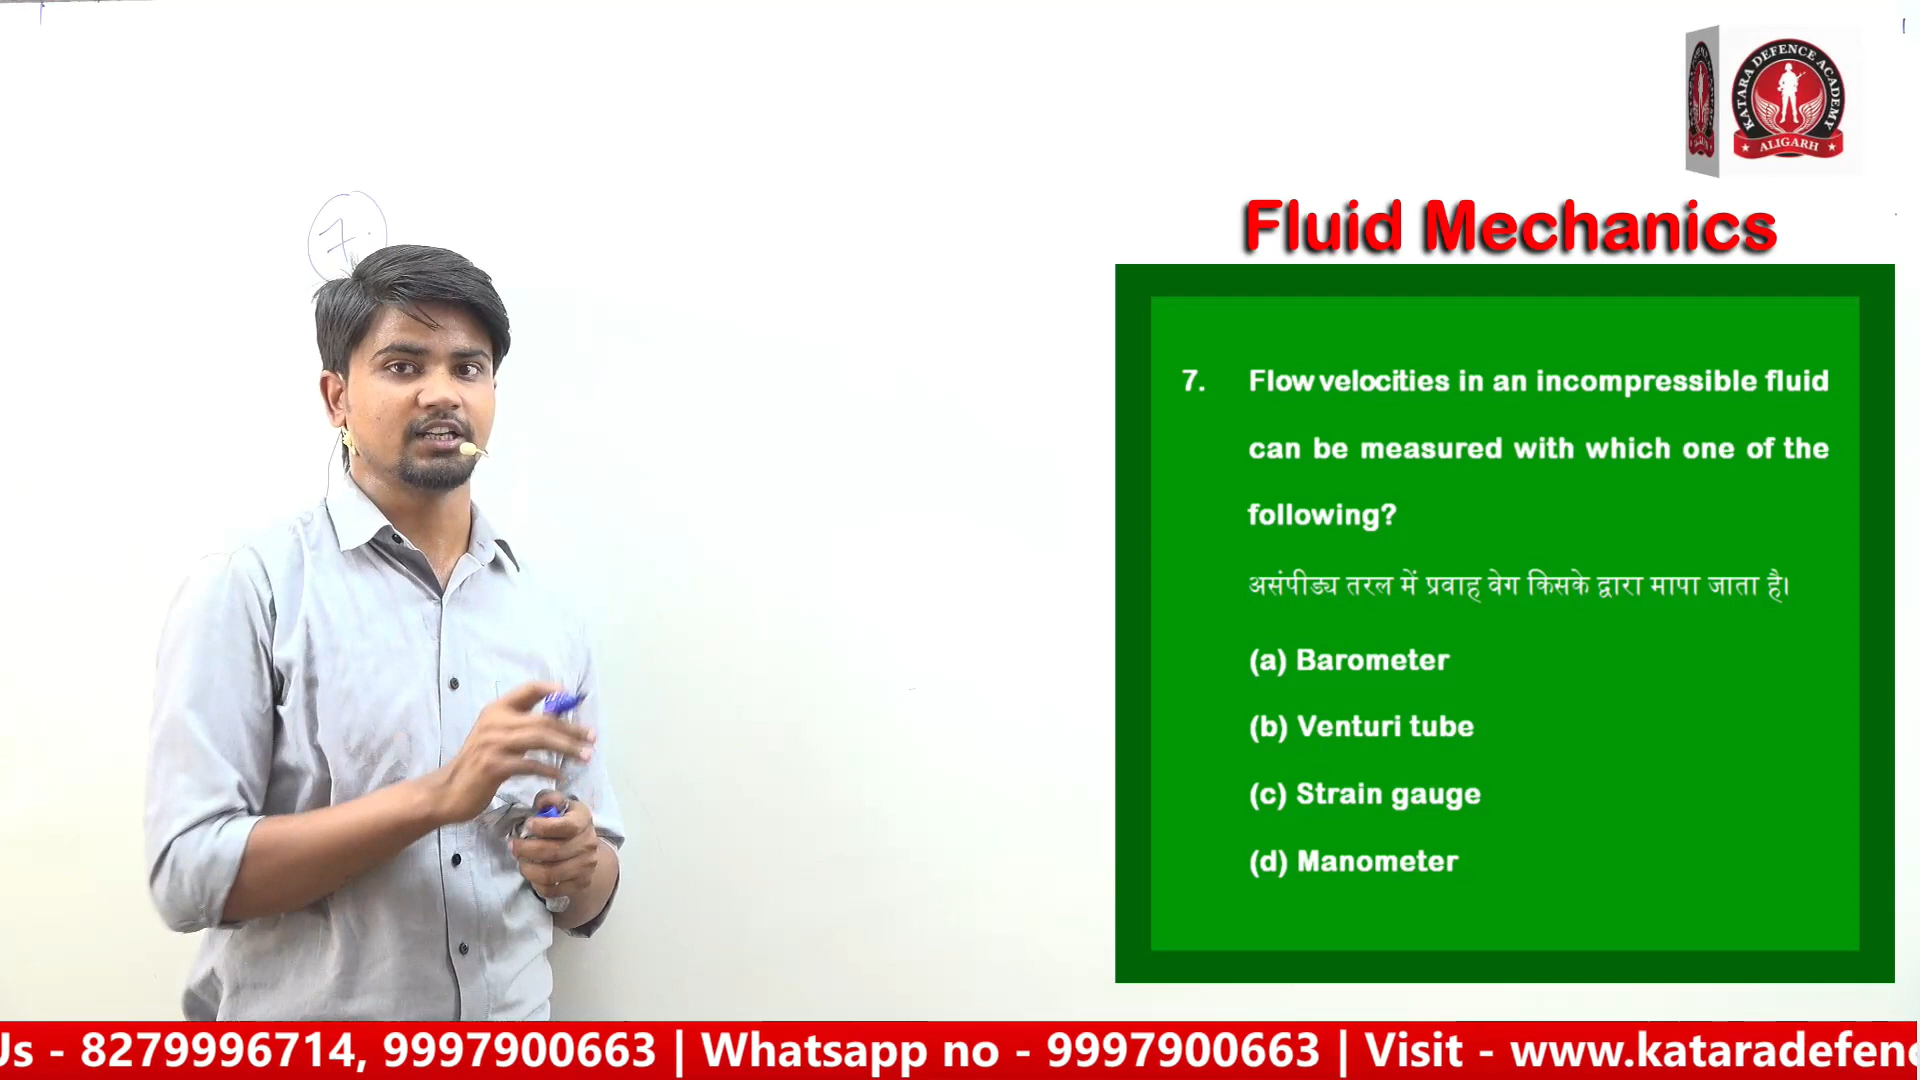 KATARA DEFENCE ACADEMY
ALIGARH
7.
Fluid Mechanics
7. Flow velocities in an incompressible fluid
can be measured with which one of the
following?
असंपीड्य तरल में प्रवाह वेग किसके द्वारा मापा जाता है।
(a) Barometer
(b) Venturi tube
(c) Strain gauge
(d) Manometer
Us - 8279996714, 9997900663 | Whatsapp no - 9997900663 | Visit - www.kataradefenc